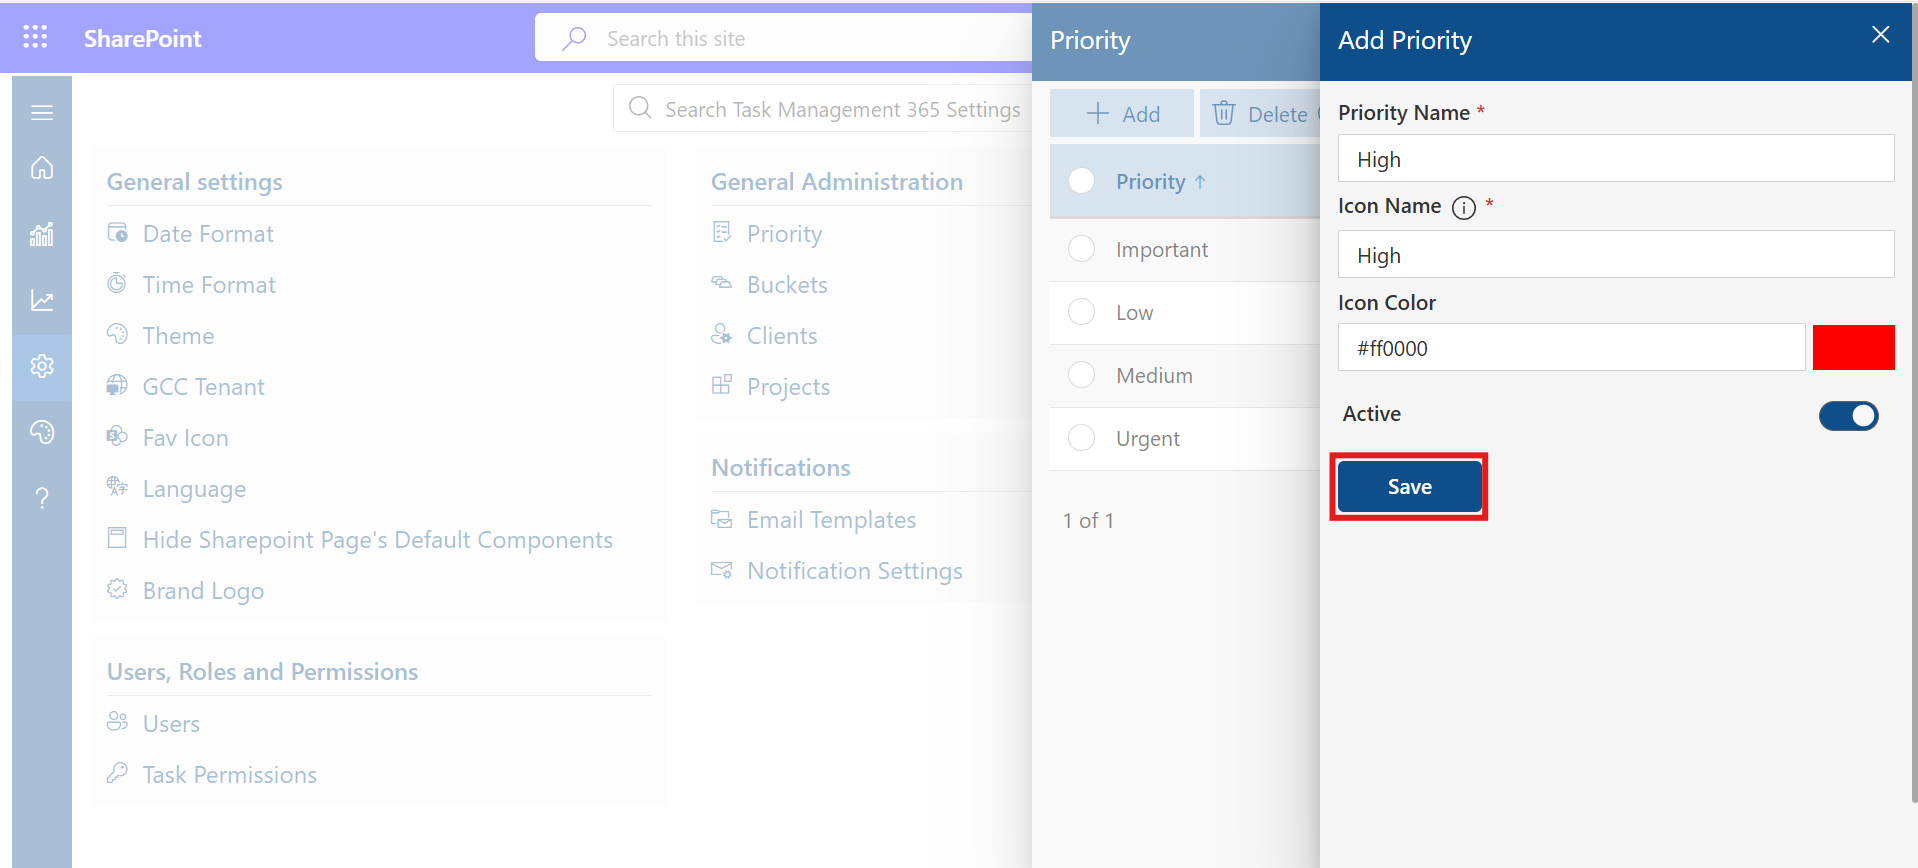 SharePoint
Search this site
Search Task Management 365 Settings
General settings
Date Format
Time Format
Theme
GCC Tenant
Fav Icon
Language
Hide Sharepoint Page's Default Components
Brand Logo
Users, Roles and Permissions
Users
Task Permissions
General Administration
Priority
Buckets
Clients
Projects
Notifications
Email Templates
Notification Settings
Priority
Add
Delete
Priority ↑
Important
Low
Medium
Urgent
1 of 1
Add Priority
Priority Name *
High
Icon Name *
High
Icon Color
#ff0000
Active
Save